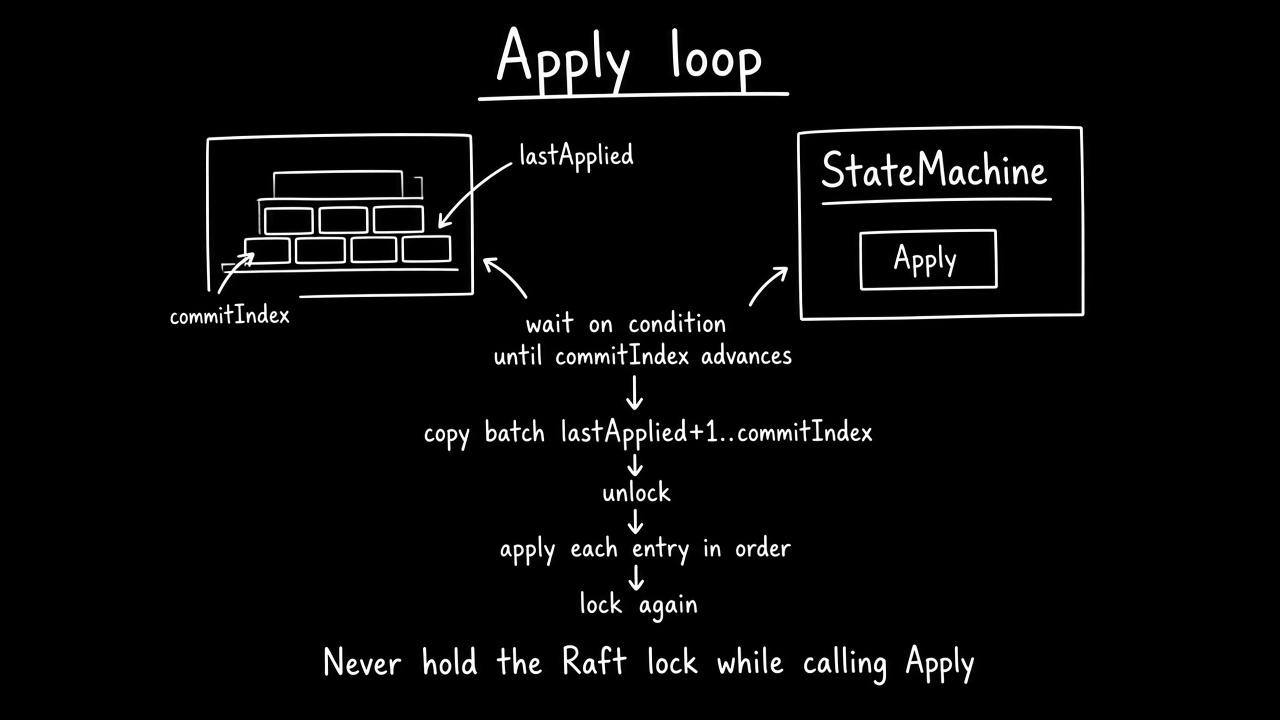 Apply loop
lastApplied
StateMachine
Apply
commitIndex
wait on condition
until commitIndex advances
copy batch lastApplied+1..commitIndex
unlock
apply each entry in order
lock again
Never hold the Raft lock while calling Apply